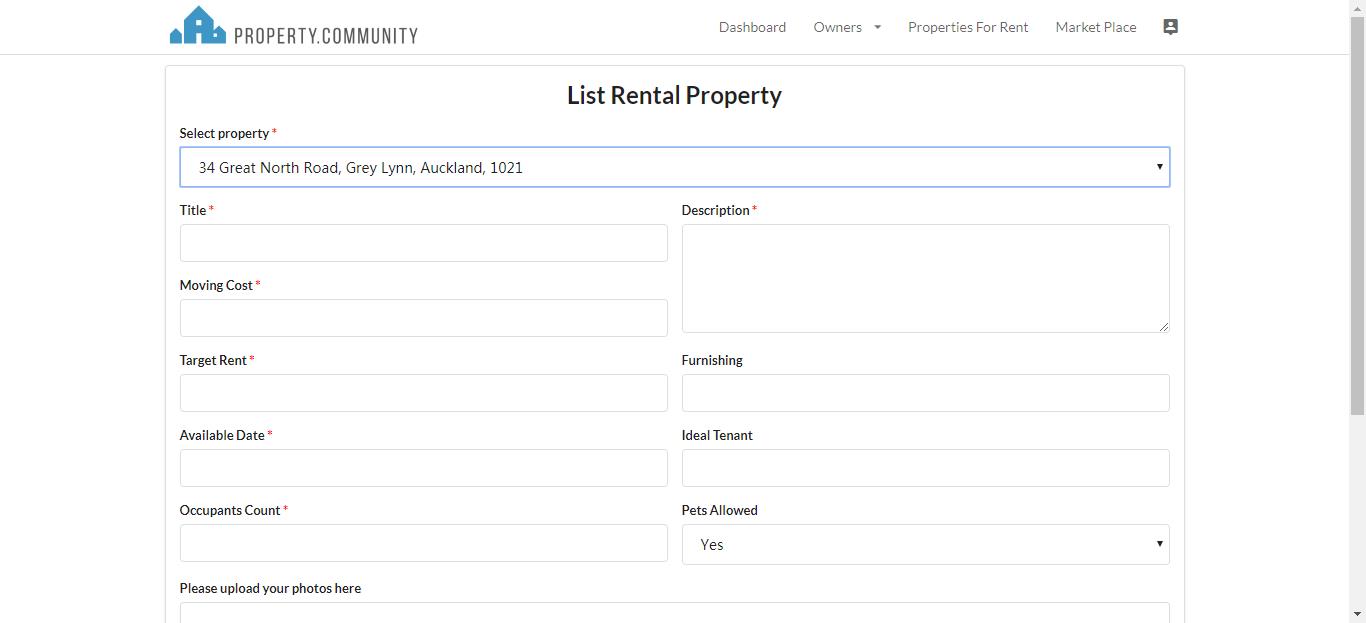 PROPERTY.COMMUNITY
Dashboard Owners Properties For Rent Market Place
List Rental Property
Select property *
34 Great North Road, Grey Lynn, Auckland, 1021
Title * Description *
Moving Cost *
Target Rent * Furnishing
Available Date * Ideal Tenant
Occupants Count * Pets Allowed
Yes
Please upload your photos here